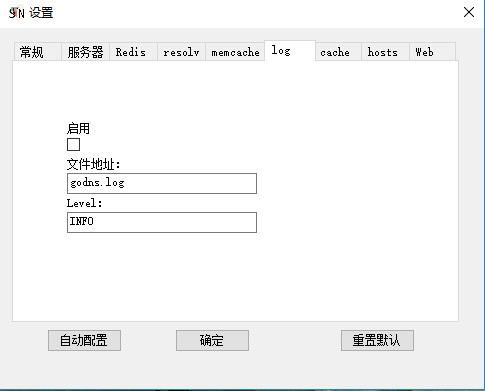 设置
常规 服务器 Redis resolv memcache log cache hosts Web
启用
文件地址:
godns.log
Level:
INFO
自动配置 确定 重置默认